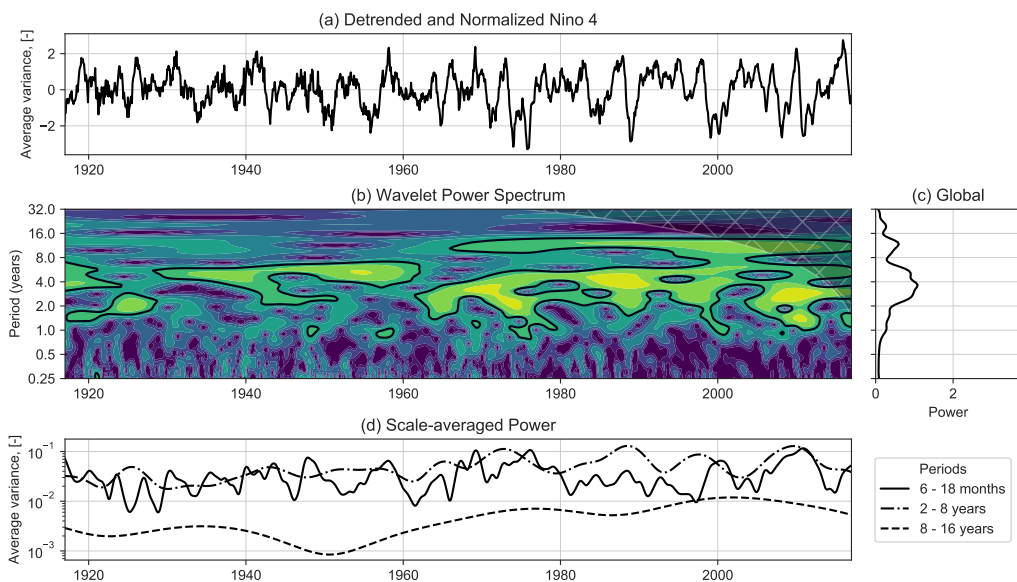 (a) Detrended and Normalized Nino 4
Average variance, [-]
2
0
−2
1920 1940 1960 1980 2000
(b) Wavelet Power Spectrum
Period (years)
32.0
16.0
8.0
4.0
2.0
1.0
0.5
0.25
1920 1940 1960 1980 2000
(c) Global
0 2
Power
(d) Scale-averaged Power
Average variance, [-]
10⁻¹
10⁻²
10⁻³
1920 1940 1960 1980 2000
Periods
6 - 18 months
2 - 8 years
8 - 16 years